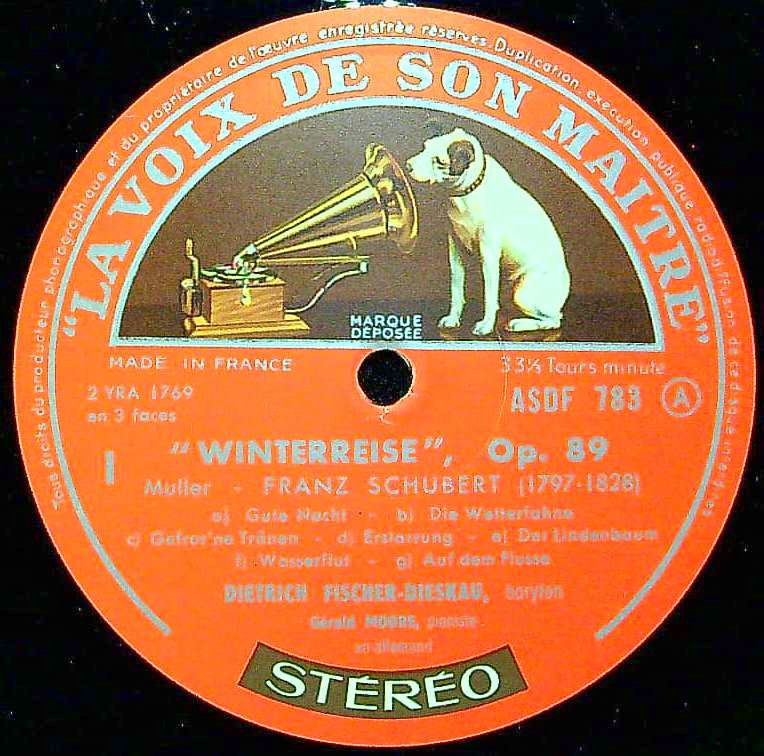 Tous droits du producteur phonographique et du propriétaire de l'œuvre enregistrée réservés. Duplication, exécution publique radiodiffusion de ce disque interdites
"LA VOIX DE SON MAITRE"
MARQUE
DÉPOSÉE
MADE IN FRANCE
33⅓ Tours minute
2 YRA 1769
en 3 faces
ASDF 783 A
I "WINTERREISE", Op. 89
Muller - FRANZ SCHUBERT (1797-1828)
a) Gute Nacht - b) Die Wetterfahne
c) Gefror'ne Tränen - d) Erstarrung - e) Der Lindenbaum
f) Wasserflut - g) Auf dem Flusse
DIETRICH FISCHER-DIESKAU, baryton
Gérald MOORE, pianiste
en allemand
STÉRÉO